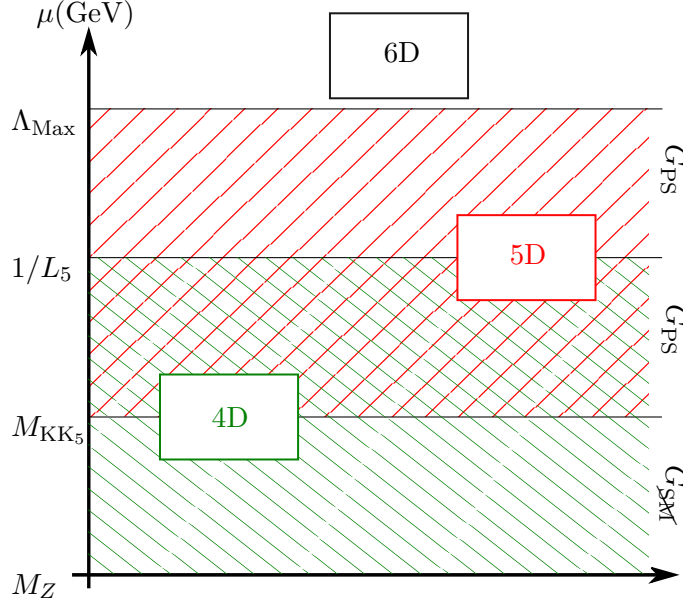 μ(GeV)
6D
Λ_Max
G_PS
1/L_5
5D
G_PS
4D
M_KK_5
G_SM
M_Z